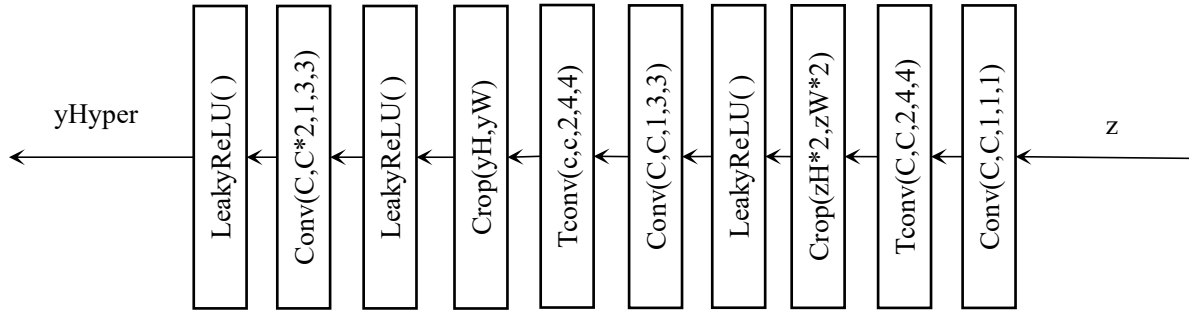 yHyper
LeakyReLU( )
Conv(C,C*2,1,3,3)
LeakyReLU( )
Crop(yH,yW)
Tconv(c,c,2,4,4)
Conv(C,C,1,3,3)
LeakyReLU( )
Crop(zH*2,zW*2)
Tconv(C,C,2,4,4)
Conv(C,C,1,1,1)
z